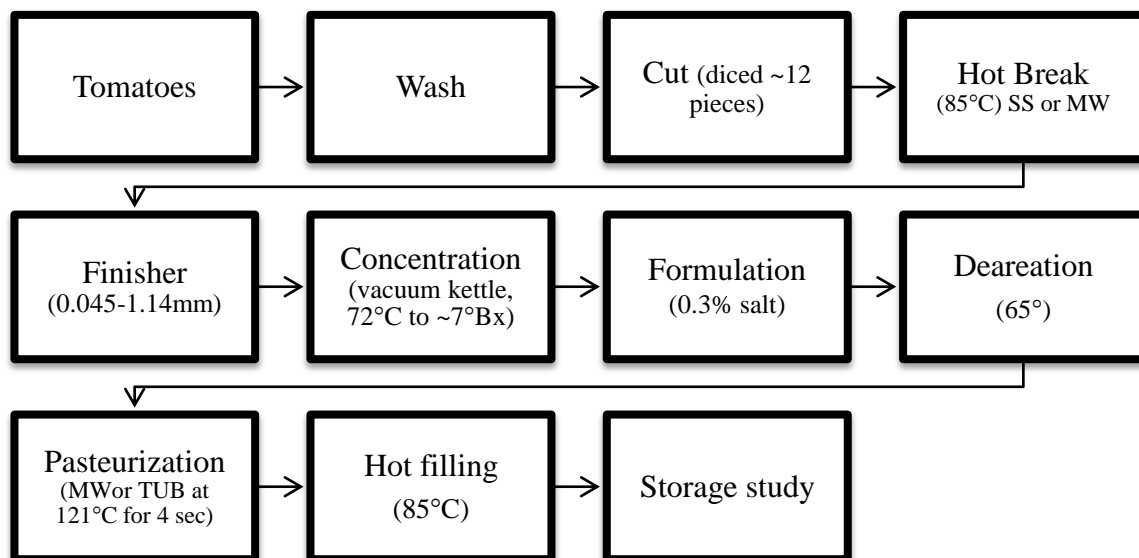 Tomatoes
Wash
Cut (diced ~12
pieces)
Hot Break
(85°C) SS or MW
Finisher
(0.045-1.14mm)
Concentration
(vacuum kettle,
72°C to ~7°Bx)
Formulation
(0.3% salt)
Deareation
(65°)
Pasteurization
(MWor TUB at
121°C for 4 sec)
Hot filling
(85°C)
Storage study